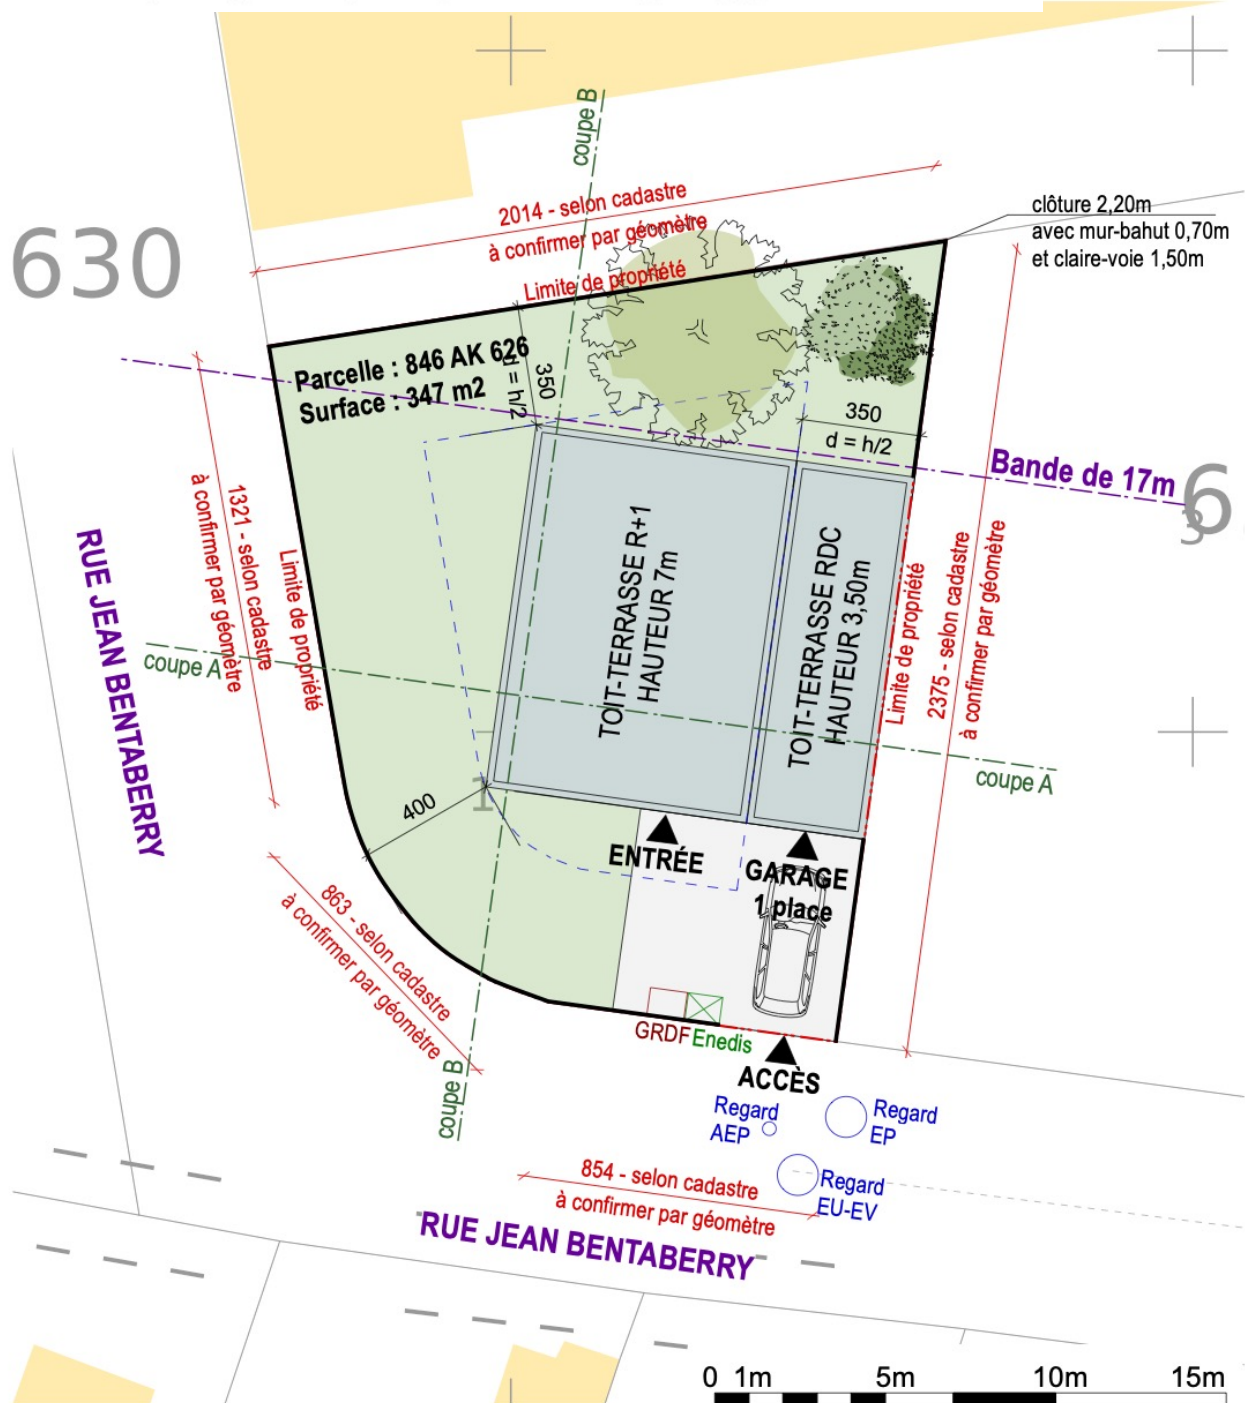 coupe B
2014 - selon cadastre
à confirmer par géomètre
Limite de propriété
clôture 2,20m
avec mur-bahut 0,70m
et claire-voie 1,50m
630
Parcelle : 846 AK 626
Surface : 347 m2
d = h/2
350
350
d = h/2
Bande de 17m
6
3
RUE JEAN BENTABERRY
1321 - selon cadastre
à confirmer par géomètre
Limite de propriété
TOIT-TERRASSE R+1
HAUTEUR 7m
TOIT-TERRASSE RDC
HAUTEUR 3,50m
Limite de propriété
2375 - selon cadastre
à confirmer par géomètre
coupe A
coupe A
400
1
ENTRÉE
GARAGE
1 place
863 - selon cadastre
à confirmer par géomètre
GRDF
Enedis
coupe B
ACCÈS
Regard
AEP
Regard
EP
Regard
EU-EV
854 - selon cadastre
à confirmer par géomètre
RUE JEAN BENTABERRY
0 1m 5m 10m 15m